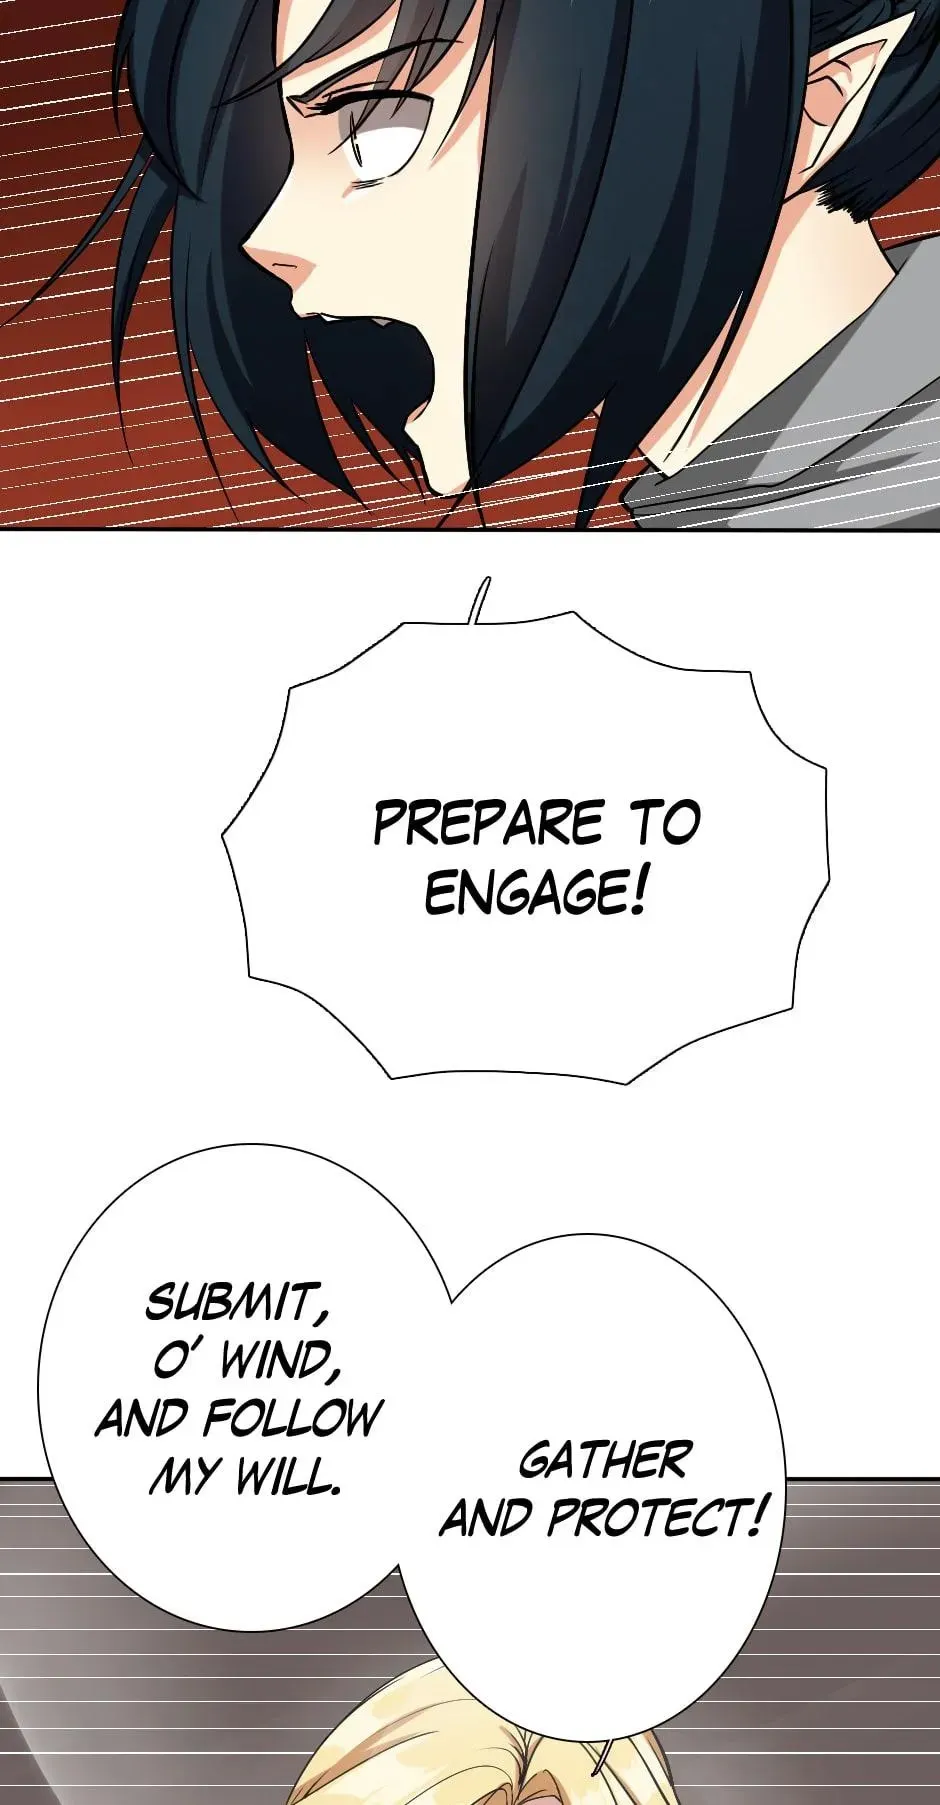 PREPARE TO
ENGAGE!
SUBMIT,
O' WIND,
AND FOLLOW
MY WILL.
GATHER
AND PROTECT!